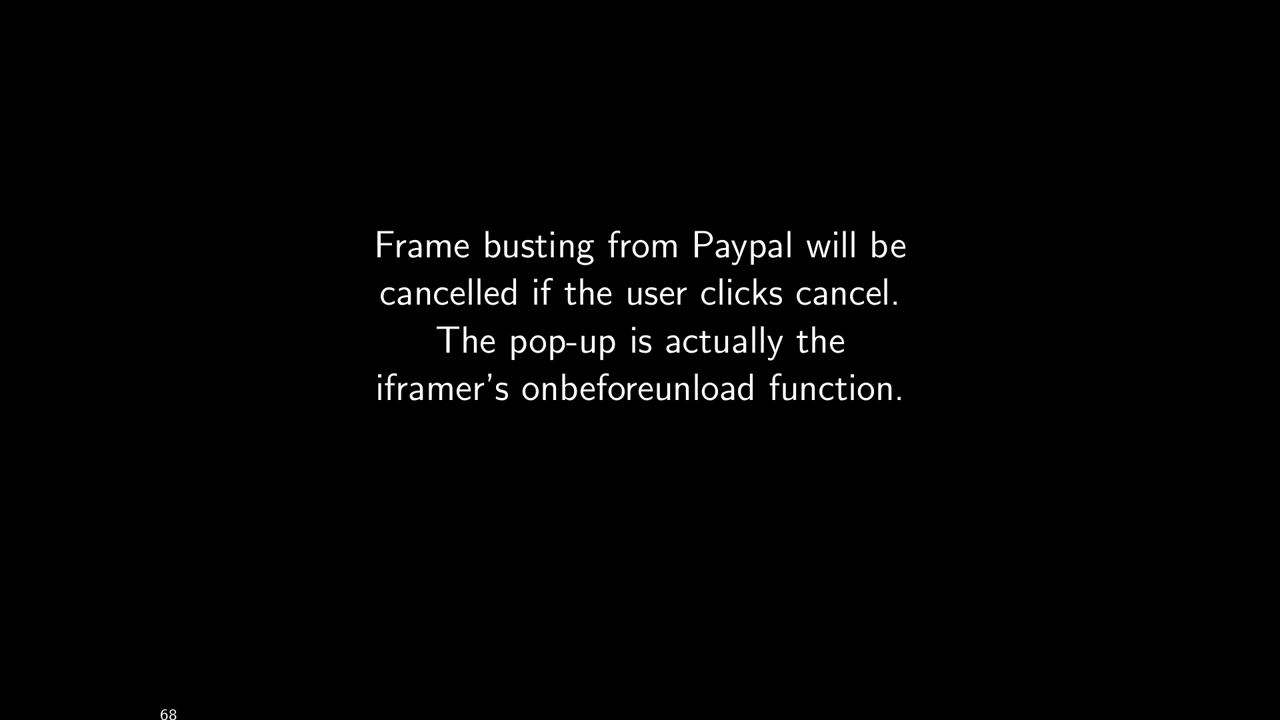 Frame busting from Paypal will be
cancelled if the user clicks cancel.
The pop-up is actually the
iframer's onbeforeunload function.
68